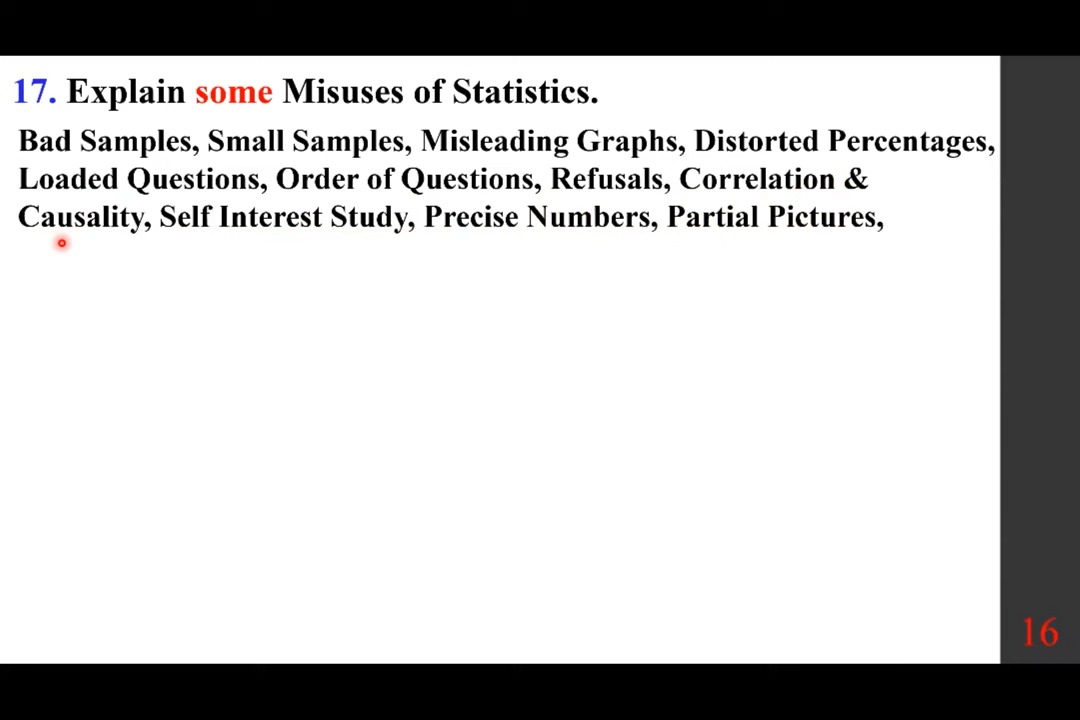 17. Explain some Misuses of Statistics.
Bad Samples, Small Samples, Misleading Graphs, Distorted Percentages,
Loaded Questions, Order of Questions, Refusals, Correlation &
Causality, Self Interest Study, Precise Numbers, Partial Pictures,
16